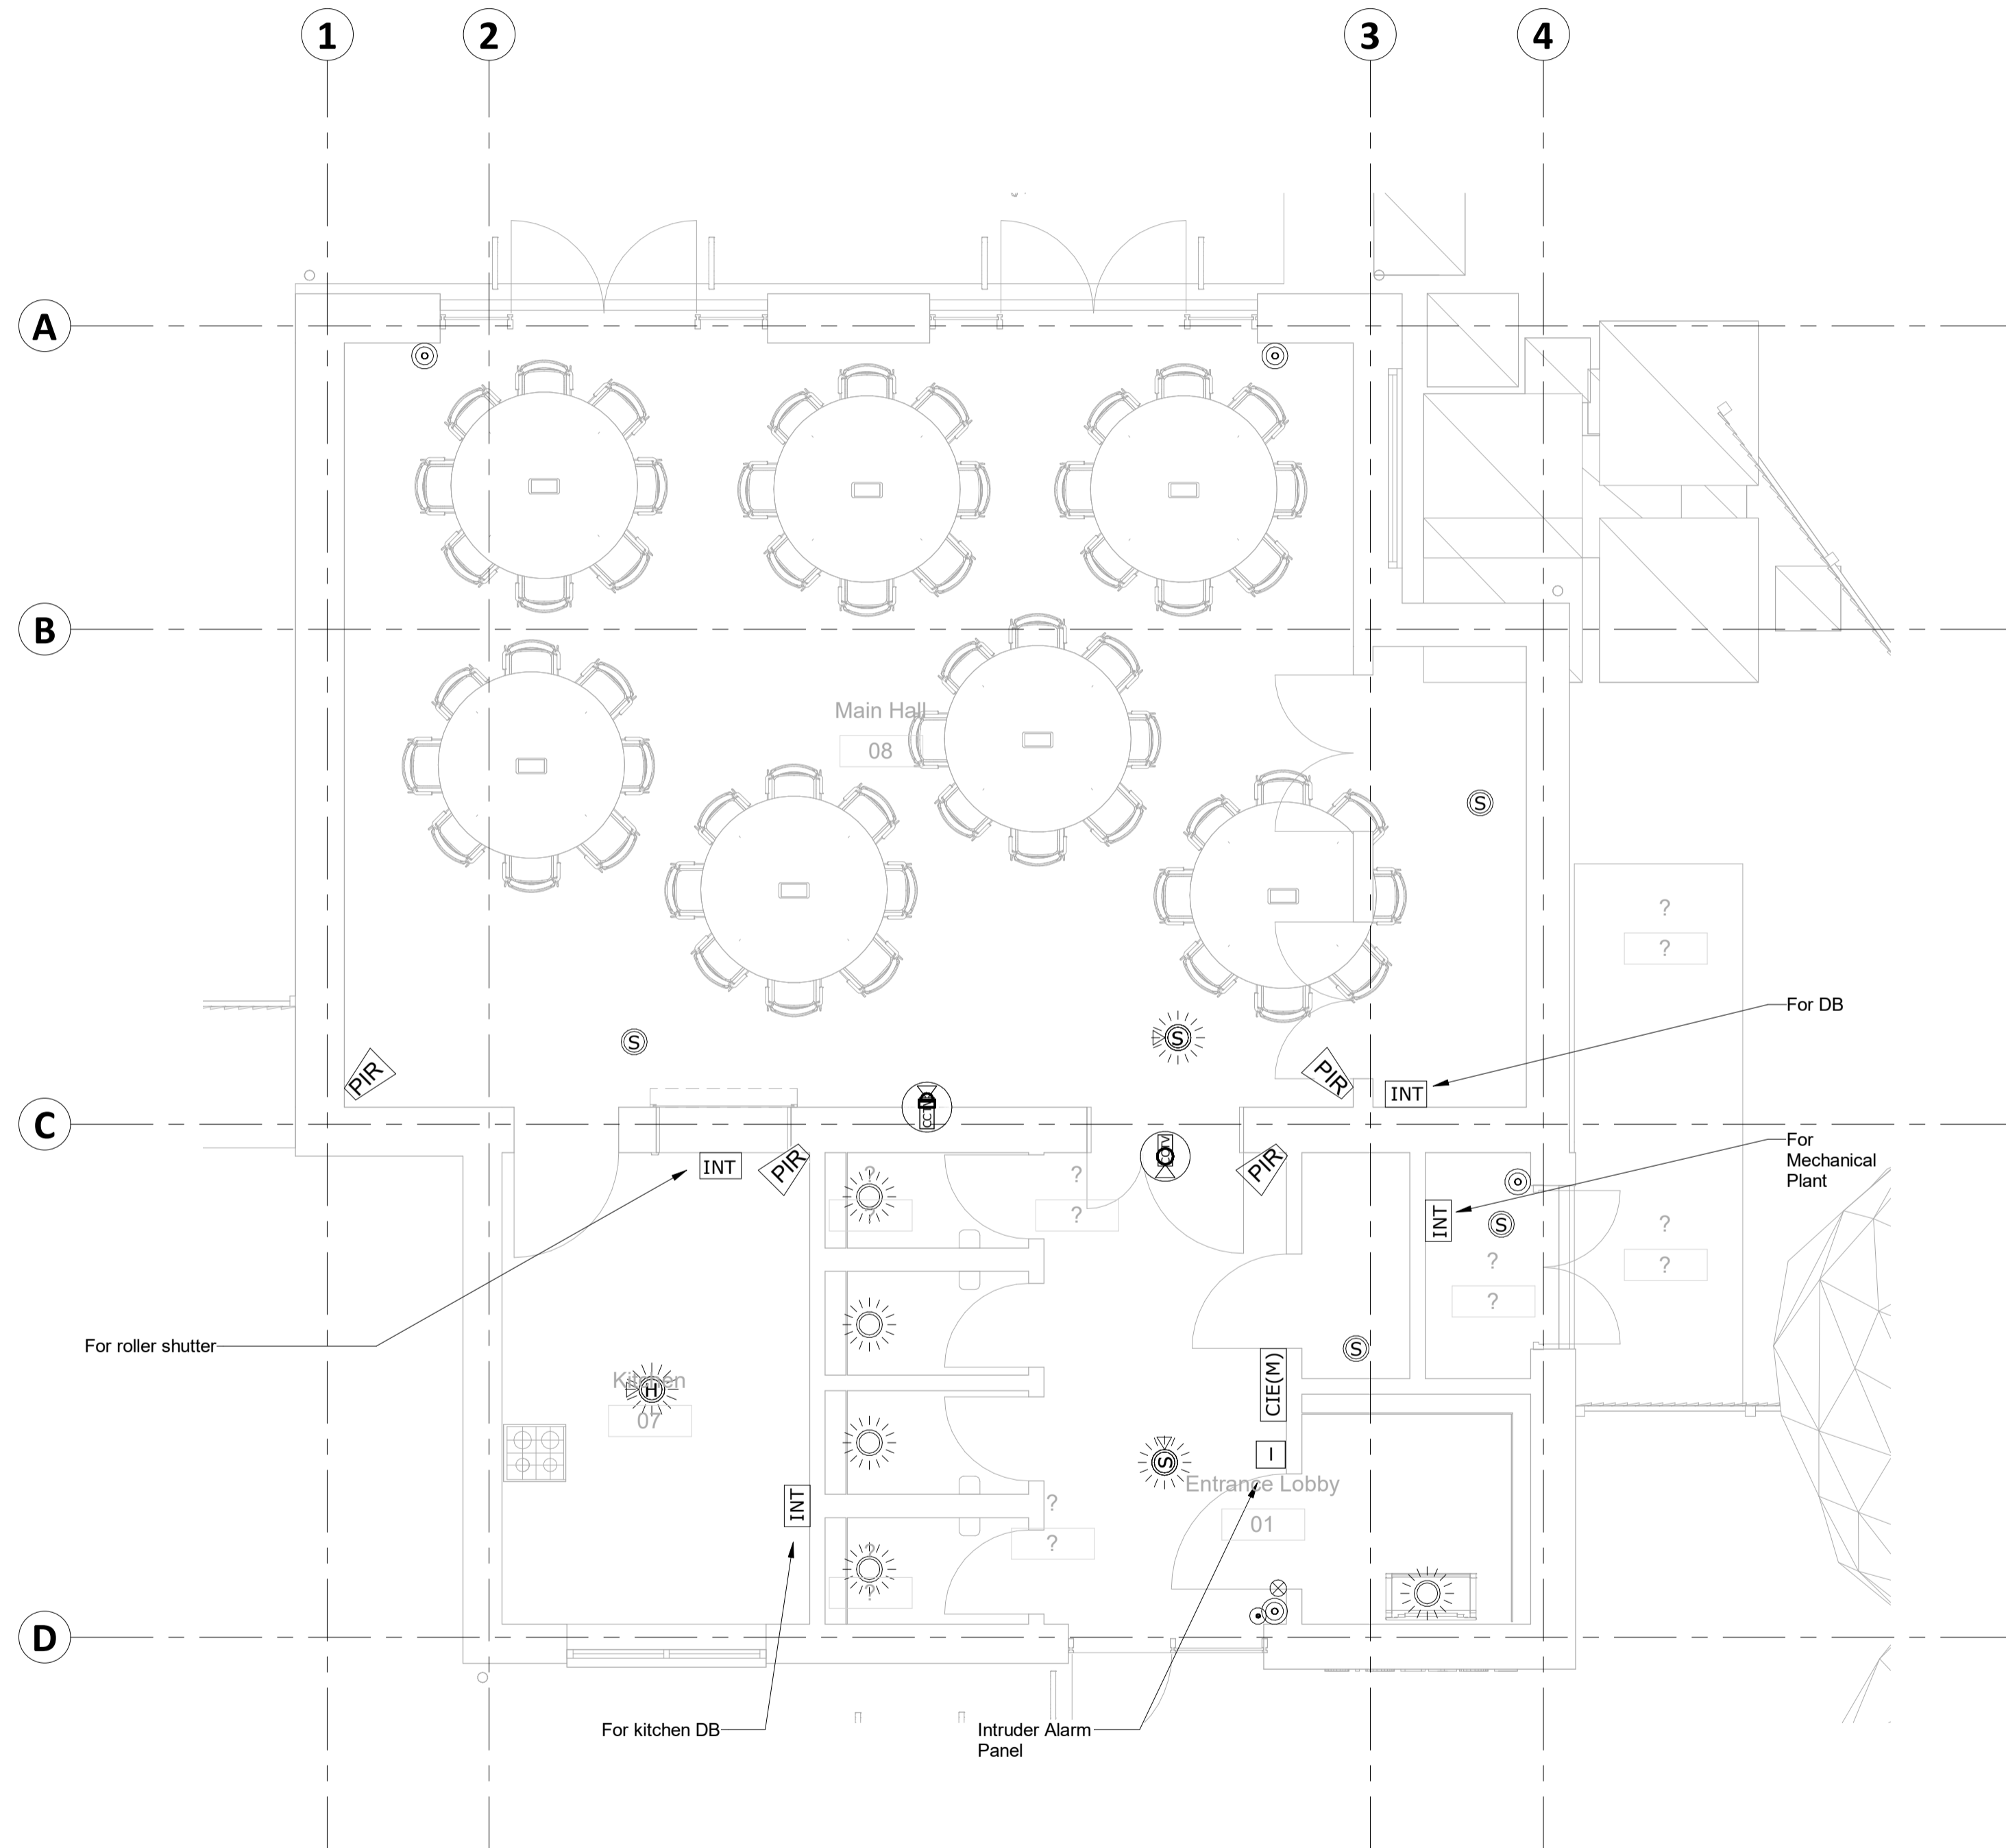 1
2
3
4
A
B
Main Hall
08
S
?
?
For DB
S
S
PIR
PIR
INT
C
For
Mechanical
Plant
CCTV
INT
PIR
PIR
?
?
?
?
INT
S
?
?
?
?
For roller shutter
S
CIE(M)
Kitchen
H
07
I
S
Entrance Lobby
01
INT
?
?
?
?
D
For kitchen DB
Intruder Alarm
Panel